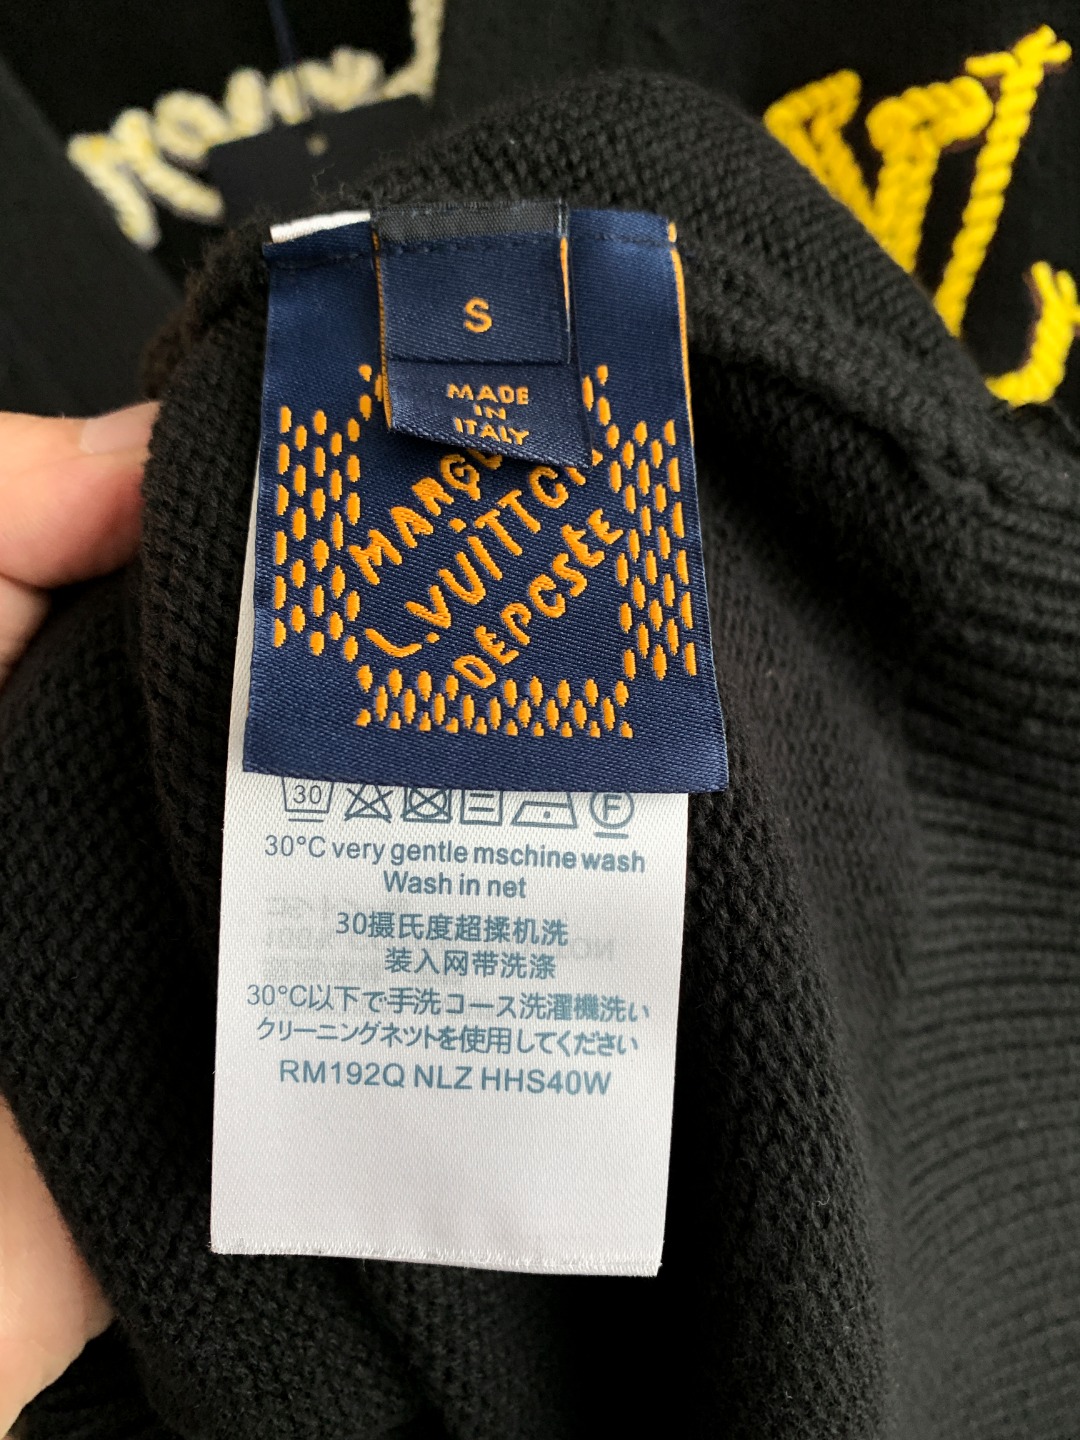 S
MADE
IN
ITALY
L.VUITTON
DEPCStE
30
F
30°C very gentle mschine wash
Wash in net
30摄氏度超揉机洗
装入网带洗涤
30°C以下で手洗コース洗濯機洗い
クリーニングネットを使用してください
RM192Q NLZ HHS40W